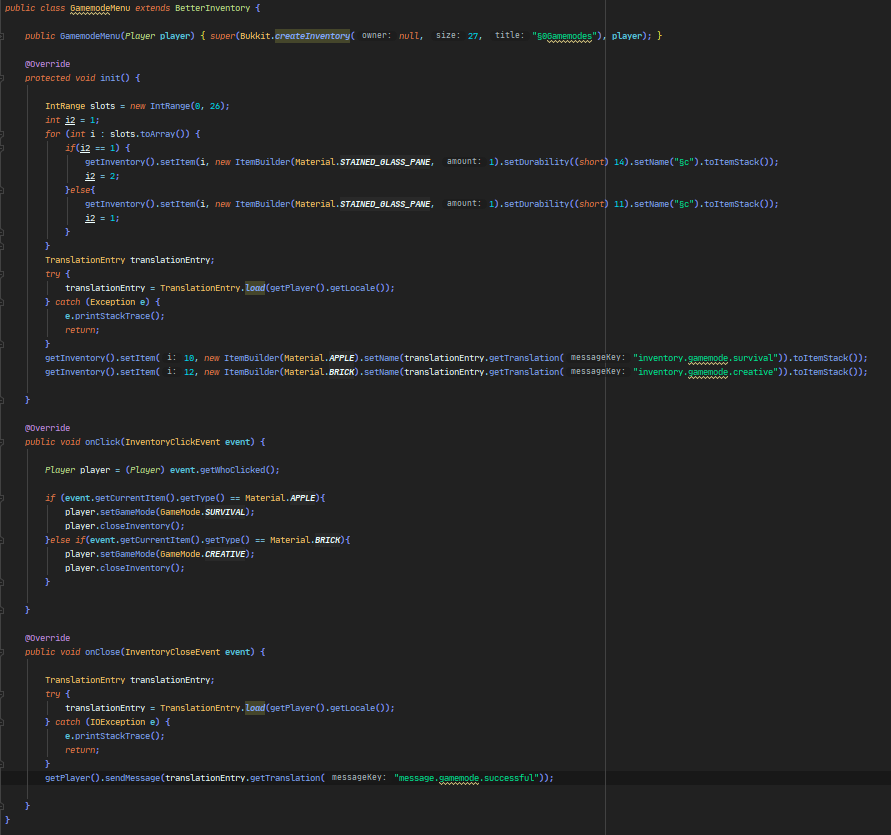 public class GamemodeMenu extends BetterInventory {
public GamemodeMenu(Player player) { super(Bukkit.createInventory( owner: null, size: 27, title: "§0Gamemodes"), player); }
@Override
protected void init() {
IntRange slots = new IntRange(0, 26);
int i2 = 1;
for (int i : slots.toArray()) {
if(i2 == 1) {
getInventory().setItem(i, new ItemBuilder(Material.STAINED_GLASS_PANE, amount: 1).setDurability((short) 14).setName("§c").toItemStack());
i2 = 2;
}else{
getInventory().setItem(i, new ItemBuilder(Material.STAINED_GLASS_PANE, amount: 1).setDurability((short) 11).setName("§c").toItemStack());
i2 = 1;
}
}
TranslationEntry translationEntry;
try {
translationEntry = TranslationEntry.load(getPlayer().getLocale());
} catch (Exception e) {
e.printStackTrace();
return;
}
getInventory().setItem( i: 10, new ItemBuilder(Material.APPLE).setName(translationEntry.getTranslation( messageKey: "inventory.gamemode.survival")).toItemStack());
getInventory().setItem( i: 12, new ItemBuilder(Material.BRICK).setName(translationEntry.getTranslation( messageKey: "inventory.gamemode.creative")).toItemStack());
}
@Override
public void onClick(InventoryClickEvent event) {
Player player = (Player) event.getWhoClicked();
if (event.getCurrentItem().getType() == Material.APPLE){
player.setGameMode(GameMode.SURVIVAL);
player.closeInventory();
}else if(event.getCurrentItem().getType() == Material.BRICK){
player.setGameMode(GameMode.CREATIVE);
player.closeInventory();
}
}
@Override
public void onClose(InventoryCloseEvent event) {
TranslationEntry translationEntry;
try {
translationEntry = TranslationEntry.load(getPlayer().getLocale());
} catch (IOException e) {
e.printStackTrace();
return;
}
getPlayer().sendMessage(translationEntry.getTranslation( messageKey: "message.gamemode.successful"));
}
}